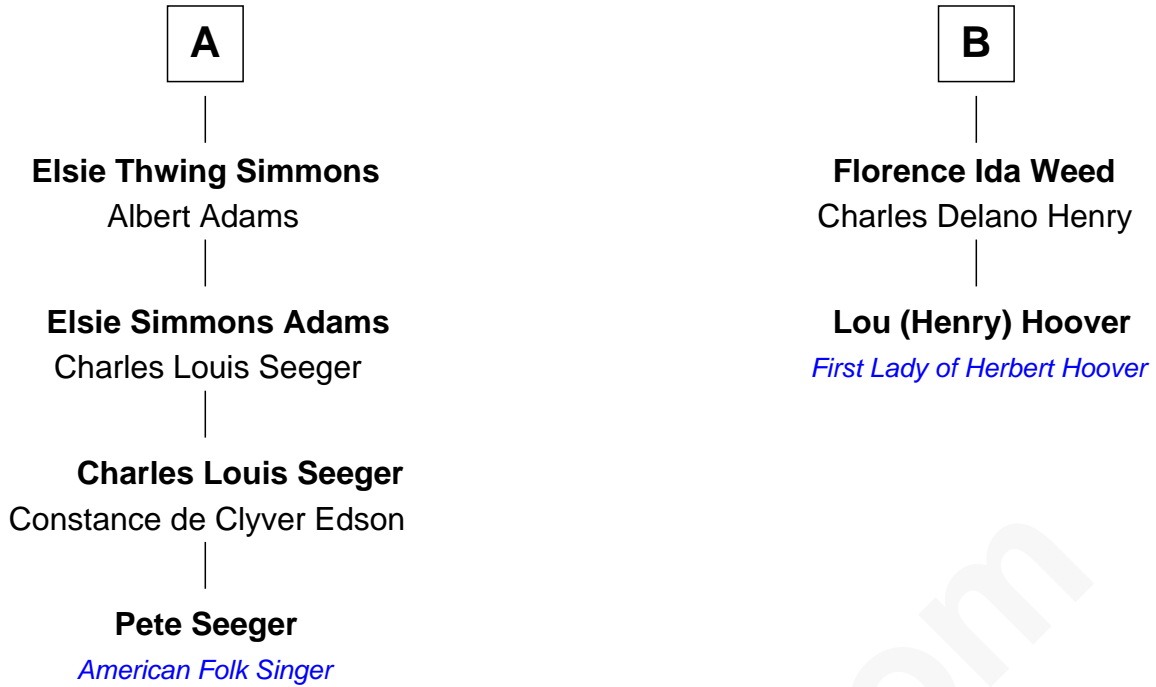 A
Elsie Thwing Simmons
Albert Adams
Elsie Simmons Adams
Charles Louis Seeger
Charles Louis Seeger
Constance de Clyver Edson
Pete Seeger
American Folk Singer
B
Florence Ida Weed
Charles Delano Henry
Lou (Henry) Hoover
First Lady of Herbert Hoover
om